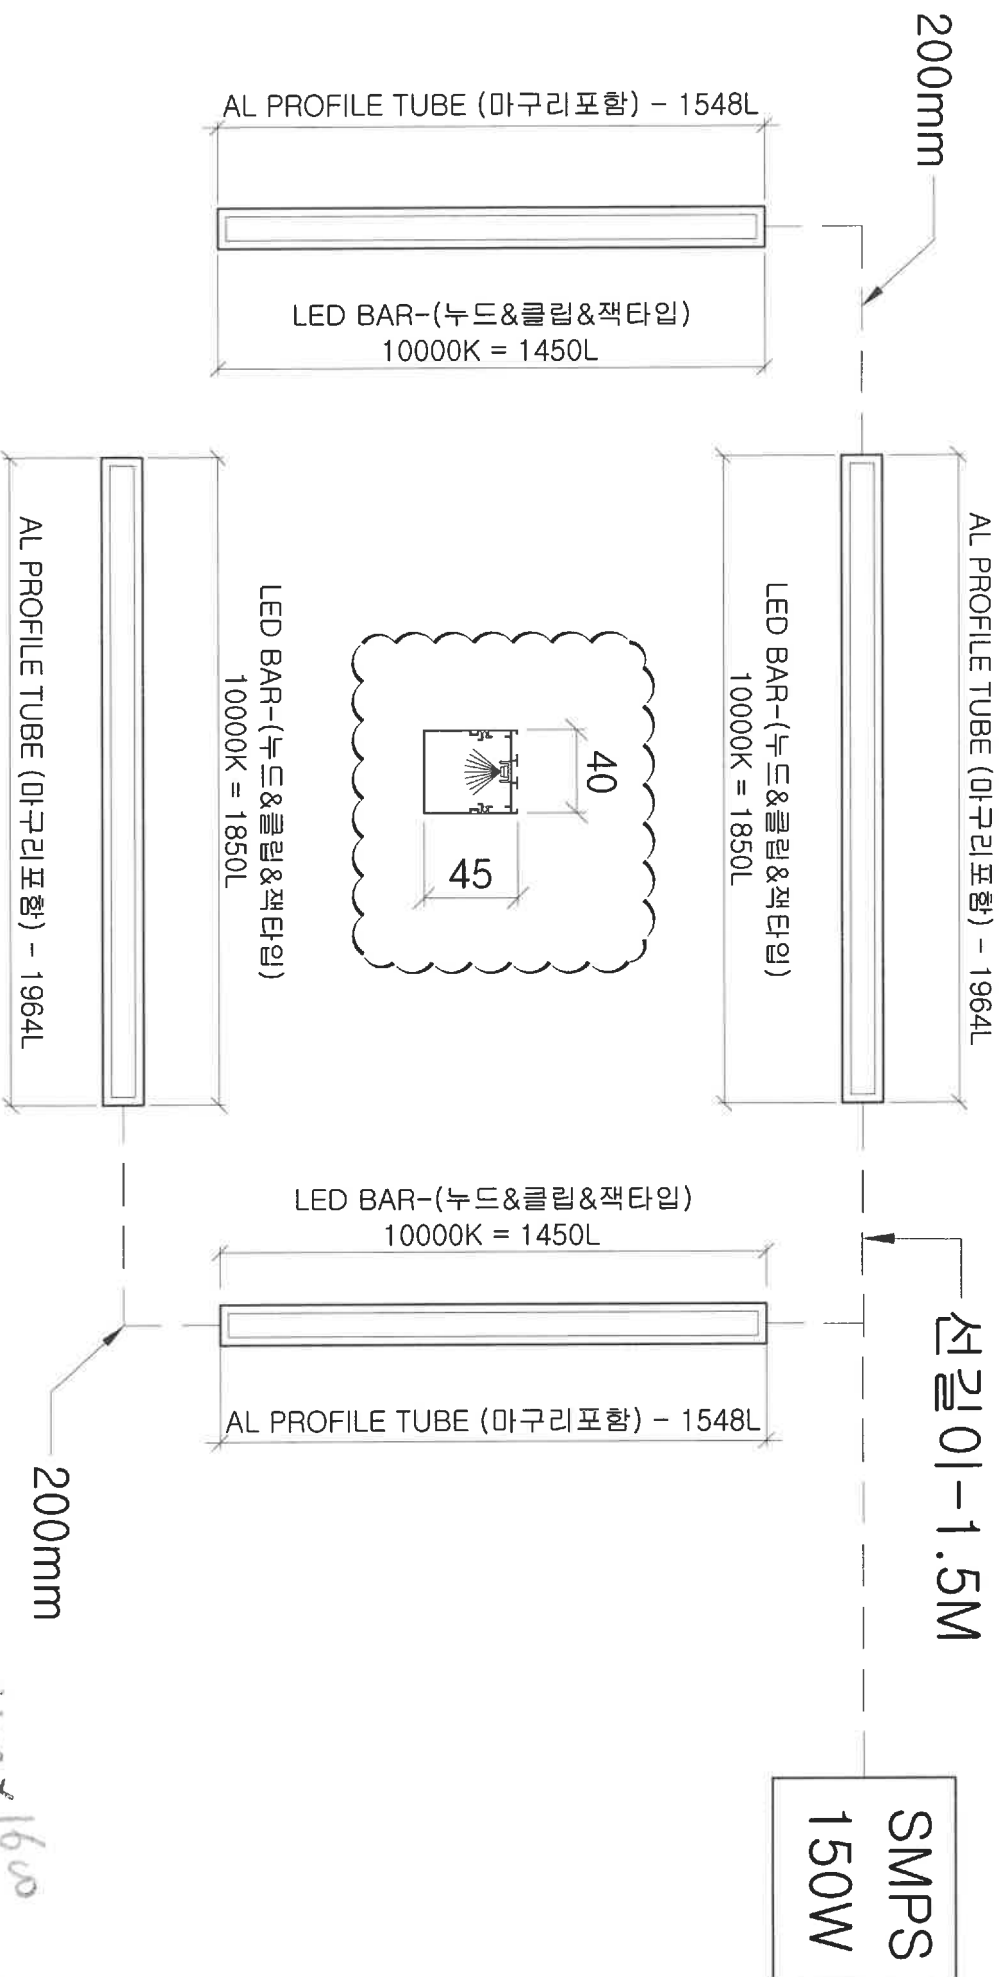 200mm
AL PROFILE TUBE (마구리포함) - 1548L
LED BAR-(누드&클립&잭타입)
10000K = 1450L
AL PROFILE TUBE (마구리포함) - 1964L
LED BAR-(누드&클립&잭타입)
10000K = 1850L
선길이-1.5M
SMPS
150W
40
45
LED BAR-(누드&클립&잭타입)
10000K = 1850L
AL PROFILE TUBE (마구리포함) - 1964L
LED BAR-(누드&클립&잭타입)
10000K = 1450L
AL PROFILE TUBE (마구리포함) - 1548L
200mm
1600